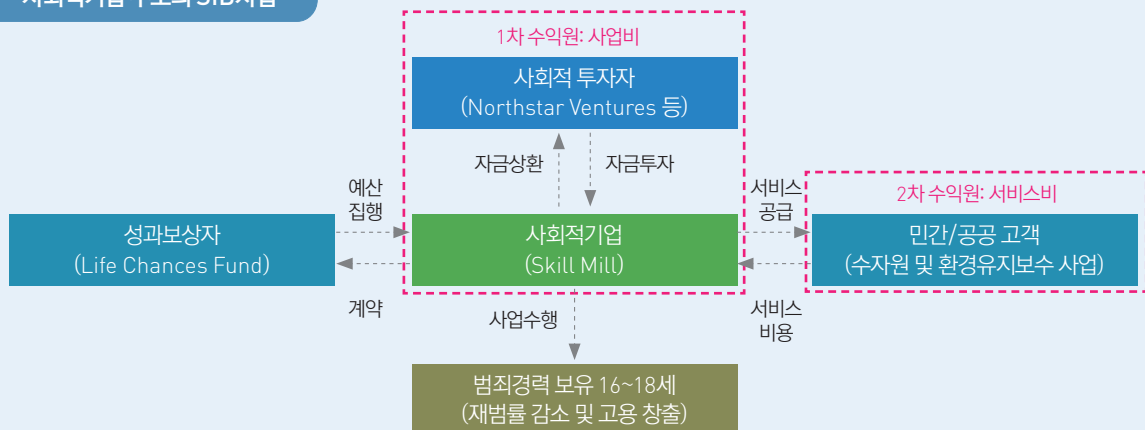 1차 수익원: 사업비
사회적 투자자
(Northstar Ventures 등)
자금상환
자금투자
예산
집행
서비스
공급
2차 수익원: 서비스비
성과보상자
(Life Chances Fund)
사회적기업
(Skill Mill)
민간/공공 고객
(수자원 및 환경유지보수 사업)
계약
사업수행
서비스
비용
범죄경력 보유 16~18세
(재범률 감소 및 고용 창출)